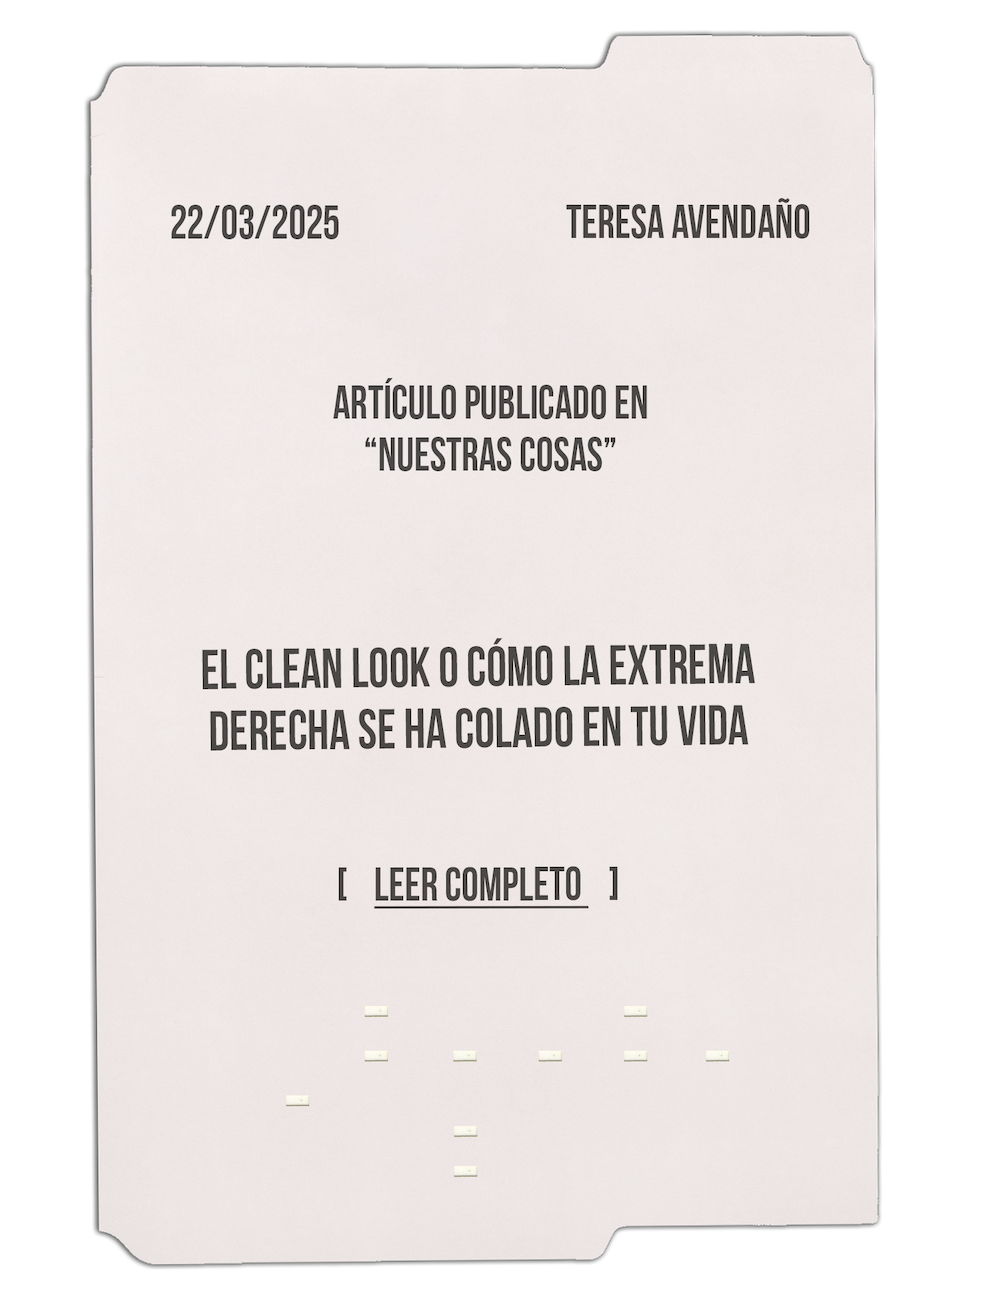 22/03/2025 TERESA AVENDAÑO
ARTÍCULO PUBLICADO EN
“NUESTRAS COSAS”
EL CLEAN LOOK O CÓMO LA EXTREMA
DERECHA SE HA COLADO EN TU VIDA
[ LEER COMPLETO ]